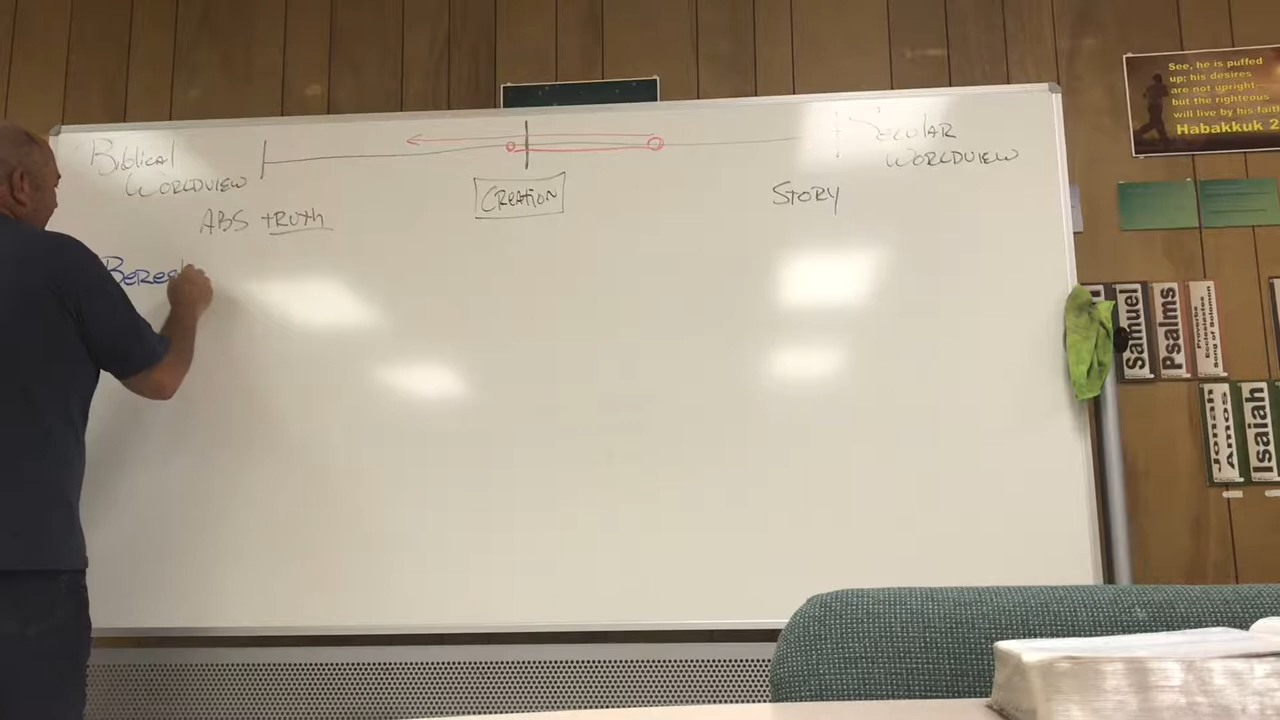 Biblical
Worldview
Secular
Worldview
Creation
Story
ABS truth
See, he is puffed
up; his desires
are not upright—
but the righteous
will live by his faith
Habakkuk 2
Samuel
Psalms
Proverbs
Ecclesiastes
Song of Solomon
Jonah
Amos
Isaiah